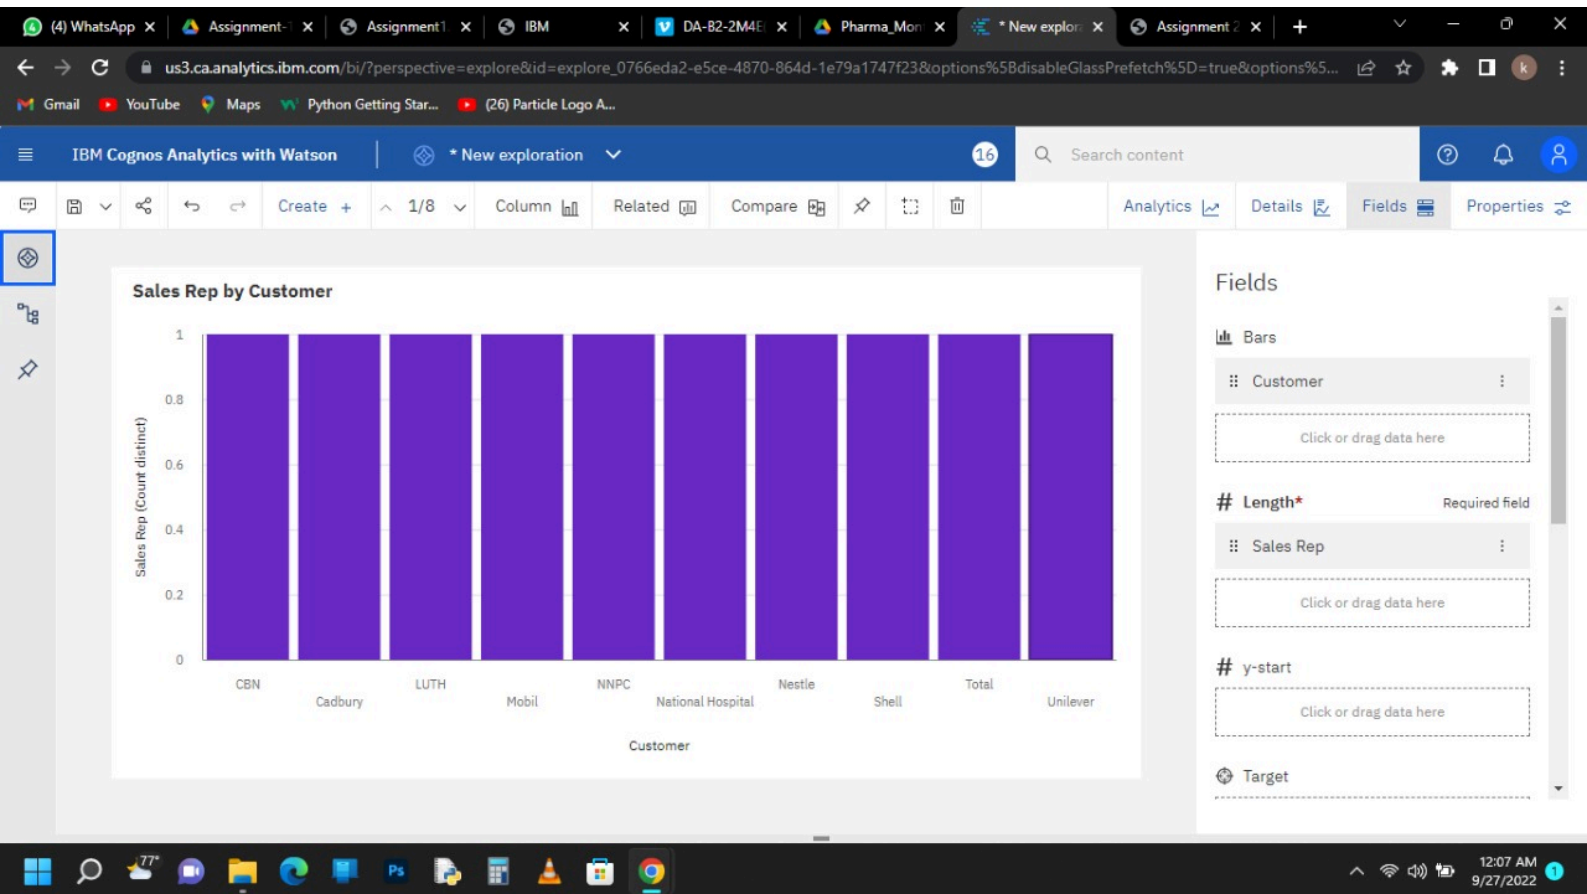 (4) WhatsApp
Assignment-
Assignment1
IBM
DA-B2-2M4E
Pharma_Mon
* New explor
Assignment 2
us3.ca.analytics.ibm.com/bi/?perspective=explore&id=explore_0766eda2-e5ce-4870-864d-1e79a1747f23&options%5BdisableGlassPrefetch%5D=true&options%5...
k
Gmail
YouTube
Maps
Python Getting Star...
(26) Particle Logo A...
IBM Cognos Analytics with Watson
* New exploration
16
Search content
Create +
1/8
Column
Related
Compare
Analytics
Details
Fields
Properties
Sales Rep by Customer
1
0.8
0.6
0.4
0.2
0
Sales Rep (Count distinct)
CBN
Cadbury
LUTH
Mobil
NNPC
National Hospital
Nestle
Shell
Total
Unilever
Customer
Fields
Bars
Customer
Click or drag data here
# Length*
Required field
Sales Rep
Click or drag data here
# y-start
Click or drag data here
Target
77°
Ps
12:07 AM
9/27/2022
1